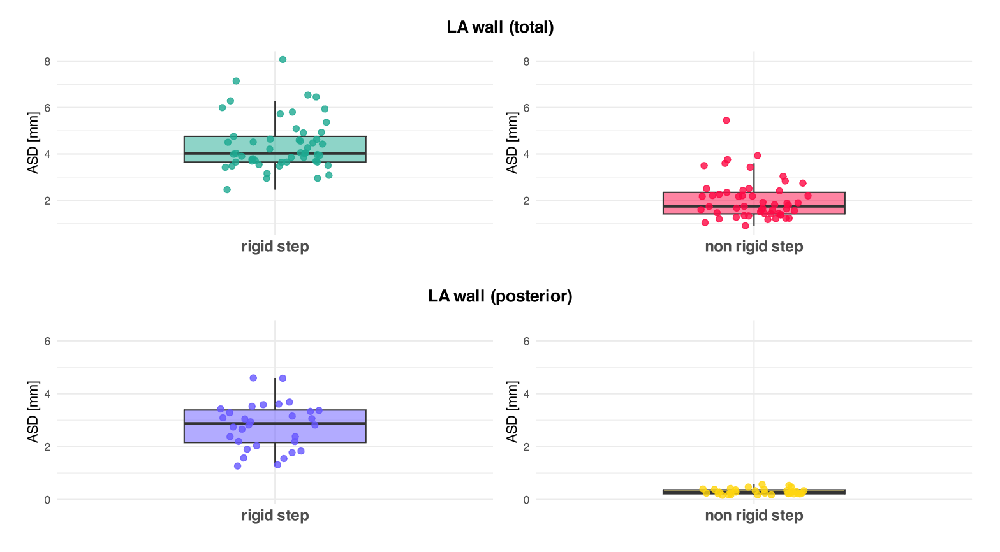 LA wall (total)
ASD [mm]
8
6
4
2
rigid step
ASD [mm]
8
6
4
2
non rigid step
LA wall (posterior)
ASD [mm]
6
4
2
0
rigid step
ASD [mm]
6
4
2
0
non rigid step